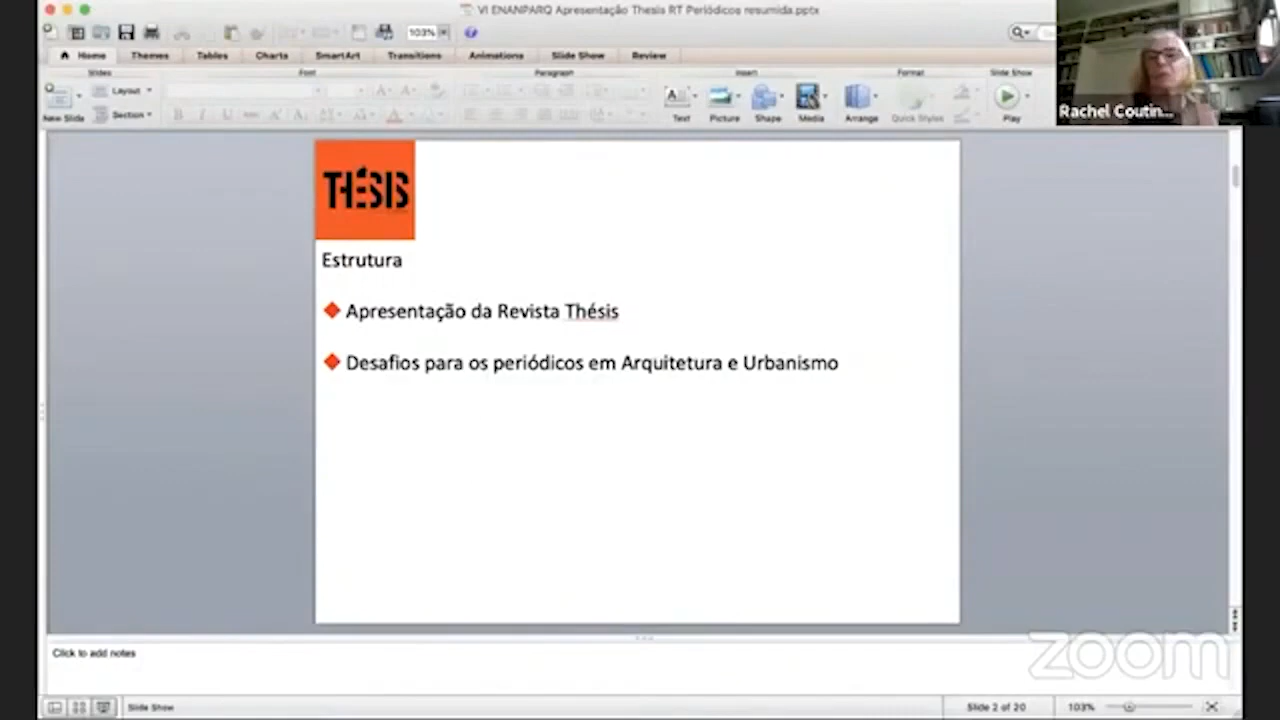 VI ENANPARQ Apresentação Thesis RT Periódicos resumida.pptx
103%
Home Themes Tables Charts SmartArt Transitions Animations Slide Show Review
Slides Font Paragraph Insert Format Slide Show
New Slide Layout Section Text Picture Shape Media Arrange Quick Styles Play
Rachel Coutin...
THÉSIS
Estrutura
Apresentação da Revista Thésis
Desafios para os periódicos em Arquitetura e Urbanismo
Click to add notes
zoom
Slide Show Slide 2 of 20 103%